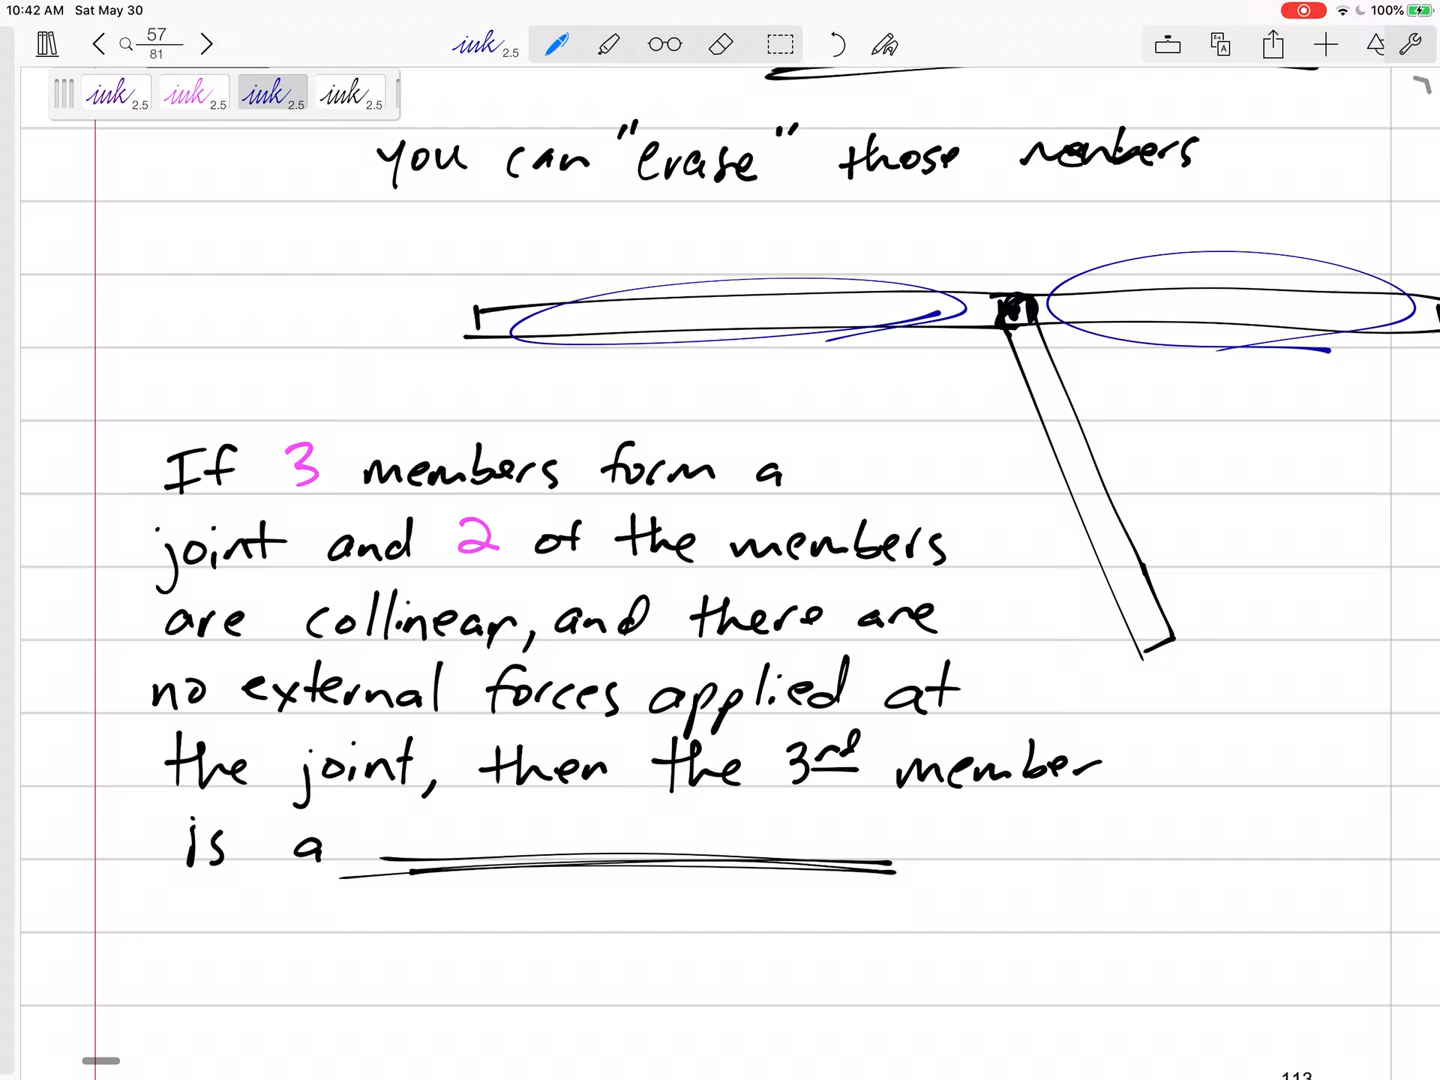 10:42 AM Sat May 30
100%
57
81
ink 2.5
ink 2.5 ink 2.5 ink 2.5 ink 2.5
you can "erase" those members
If 3 members form a
joint and 2 of the members
are collinear, and there are
no external forces applied at
the joint, then the 3rd member
is a
113